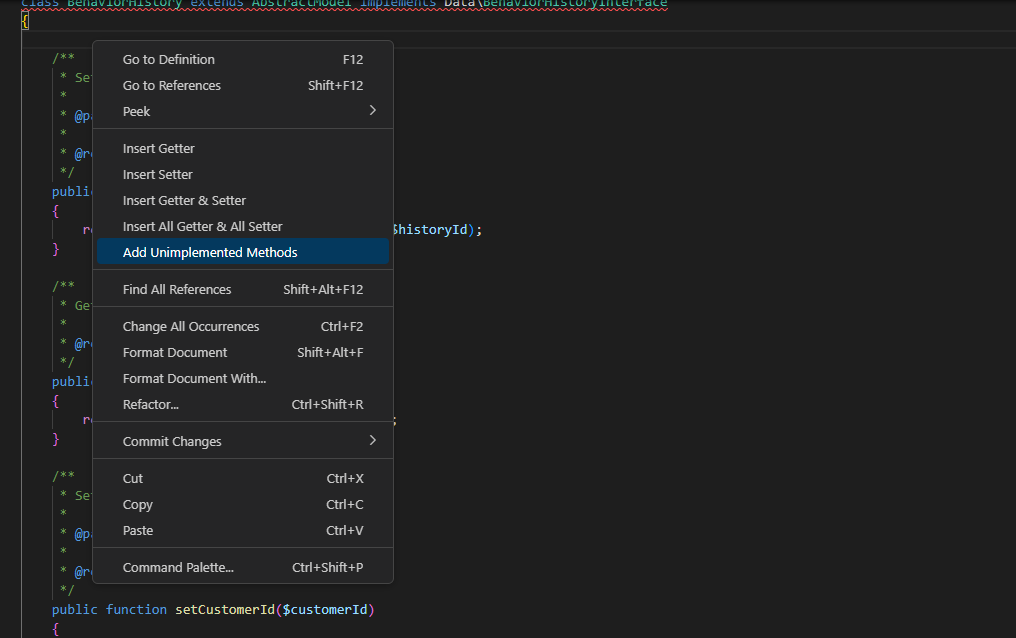 class BehaviorHistory extends AbstractModel implements Data\BehaviorHistoryInterface
{
/**
* Se
*
* @pa
*
* @re
*/
publi
{
re $historyId);
}
/**
* Ge
*
* @re
*/
publi
{
re ;
}
/**
* Se
*
* @pa
*
* @re
*/
public function setCustomerId($customerId)
{
Go to Definition F12
Go to References Shift+F12
Peek
Insert Getter
Insert Setter
Insert Getter & Setter
Insert All Getter & All Setter
Add Unimplemented Methods
Find All References Shift+Alt+F12
Change All Occurrences Ctrl+F2
Format Document Shift+Alt+F
Format Document With...
Refactor... Ctrl+Shift+R
Commit Changes
Cut Ctrl+X
Copy Ctrl+C
Paste Ctrl+V
Command Palette... Ctrl+Shift+P